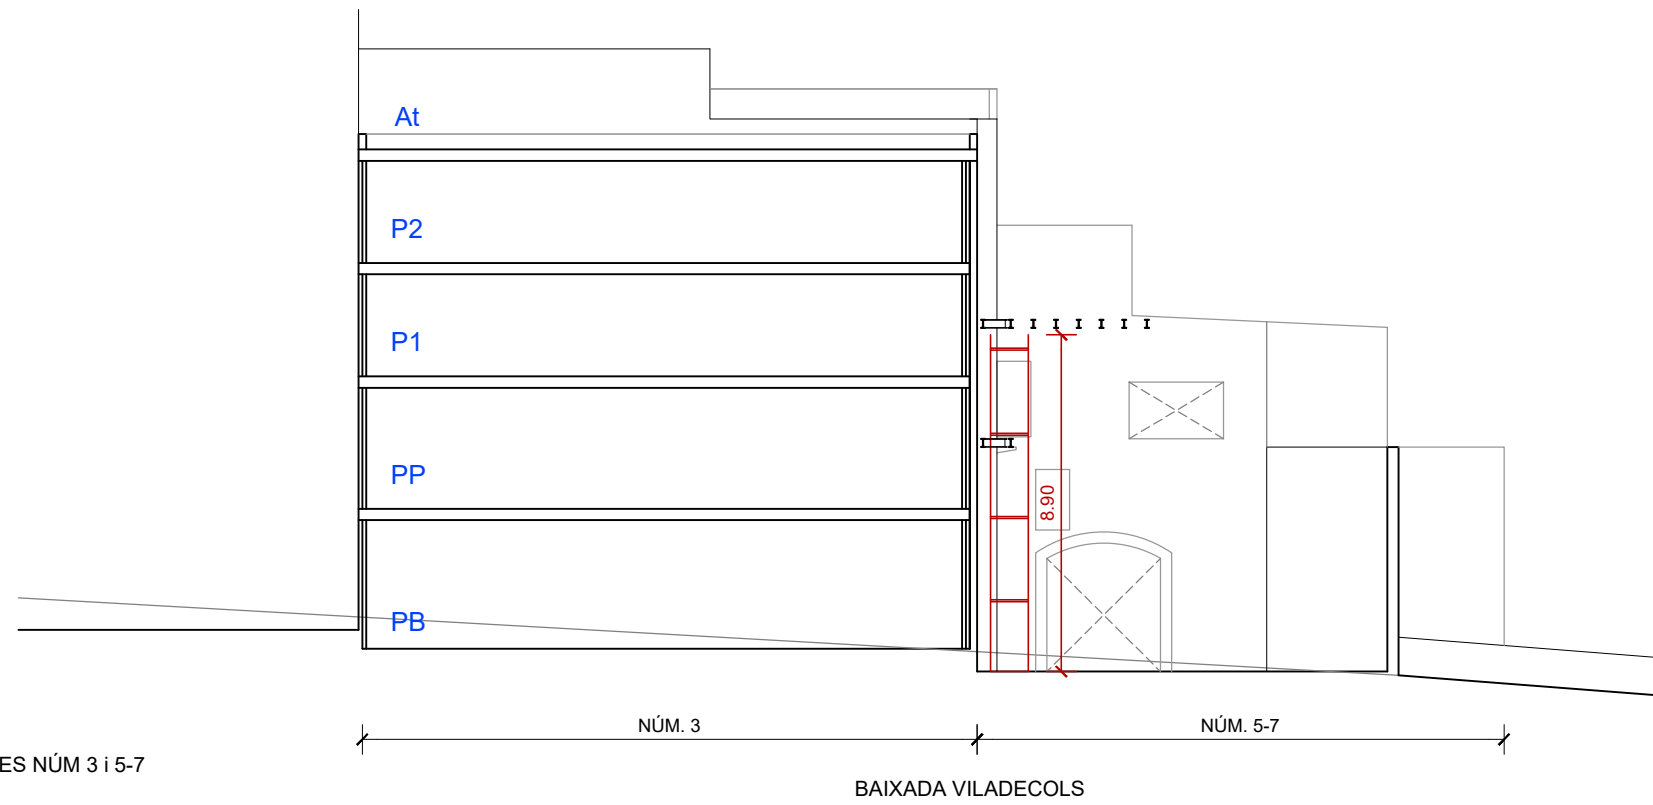 At
P2
P1
PP
8.90
PB
NÚM. 3
NÚM. 5-7
ES NÚM 3 i 5-7
BAIXADA VILADECOLS